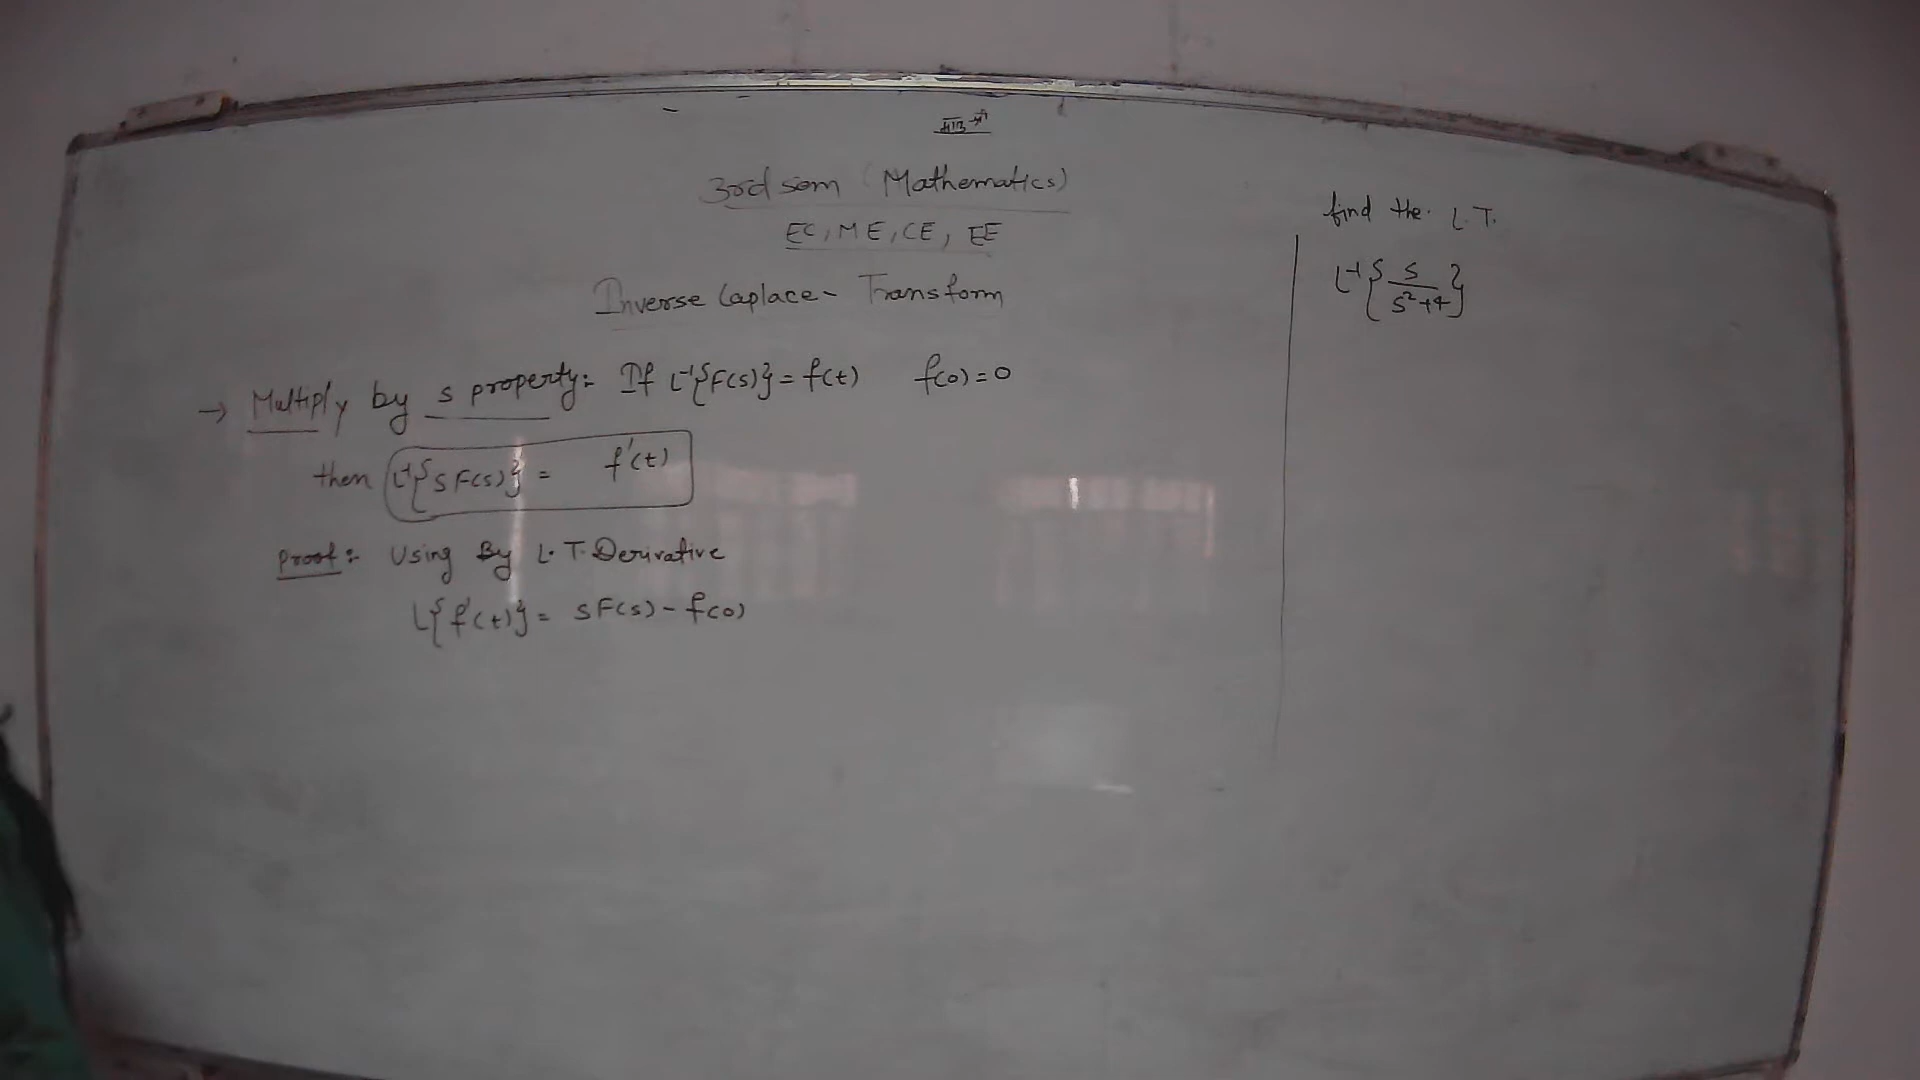 3rd sem (Mathematics)
EC, ME, CE, EE
Inverse Laplace- Transform
→ Multiply by s property:- If L⁻¹{F(s)} = f(t) f(0) = 0
then L⁻¹{s F(s)} = f'(t)
Proof:- Using By L.T. Derivative
L{f'(t)} = sF(s) - f(0)
find the L.T.
L⁻¹{s/(s²+4)}